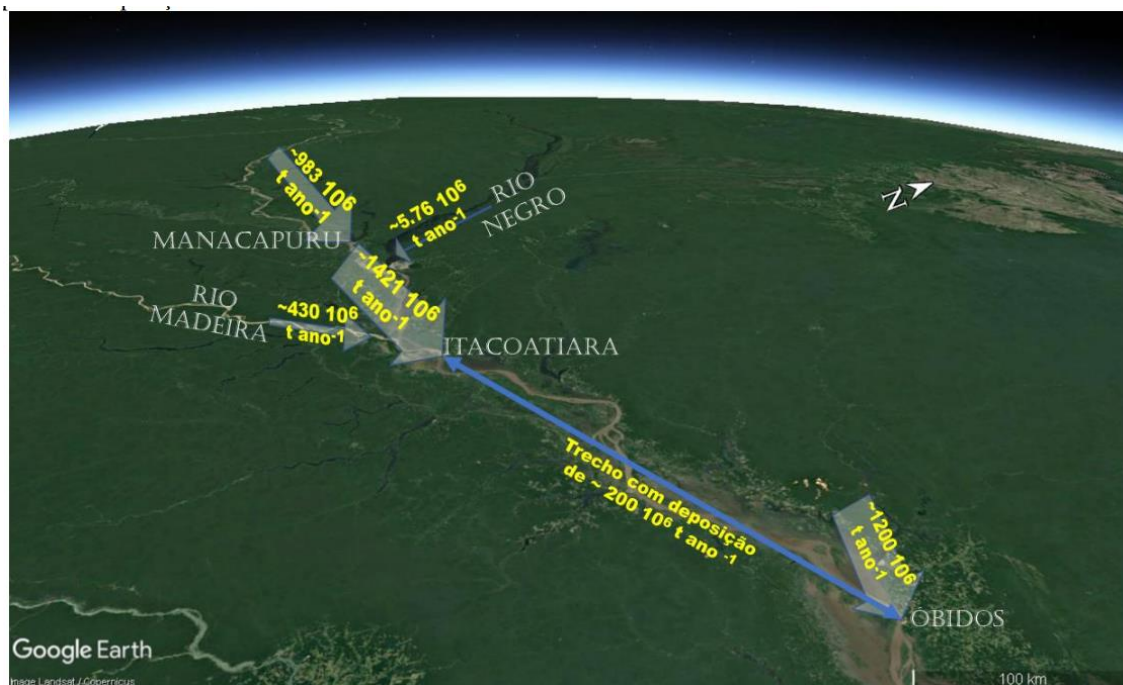 ~983 10⁶
t ano⁻¹
~5.76 10⁶
t ano⁻¹
RIO
NEGRO
N
MANACAPURU
~1421 10⁶
t ano⁻¹
RIO
MADEIRA
~430 10⁶
t ano⁻¹
ITACOATIARA
Trecho com deposição
de ~ 200 10⁶ t ano ⁻¹
~1200 10⁶
t ano⁻¹
ÓBIDOS
Google Earth
Image Landsat / Copernicus
100 km